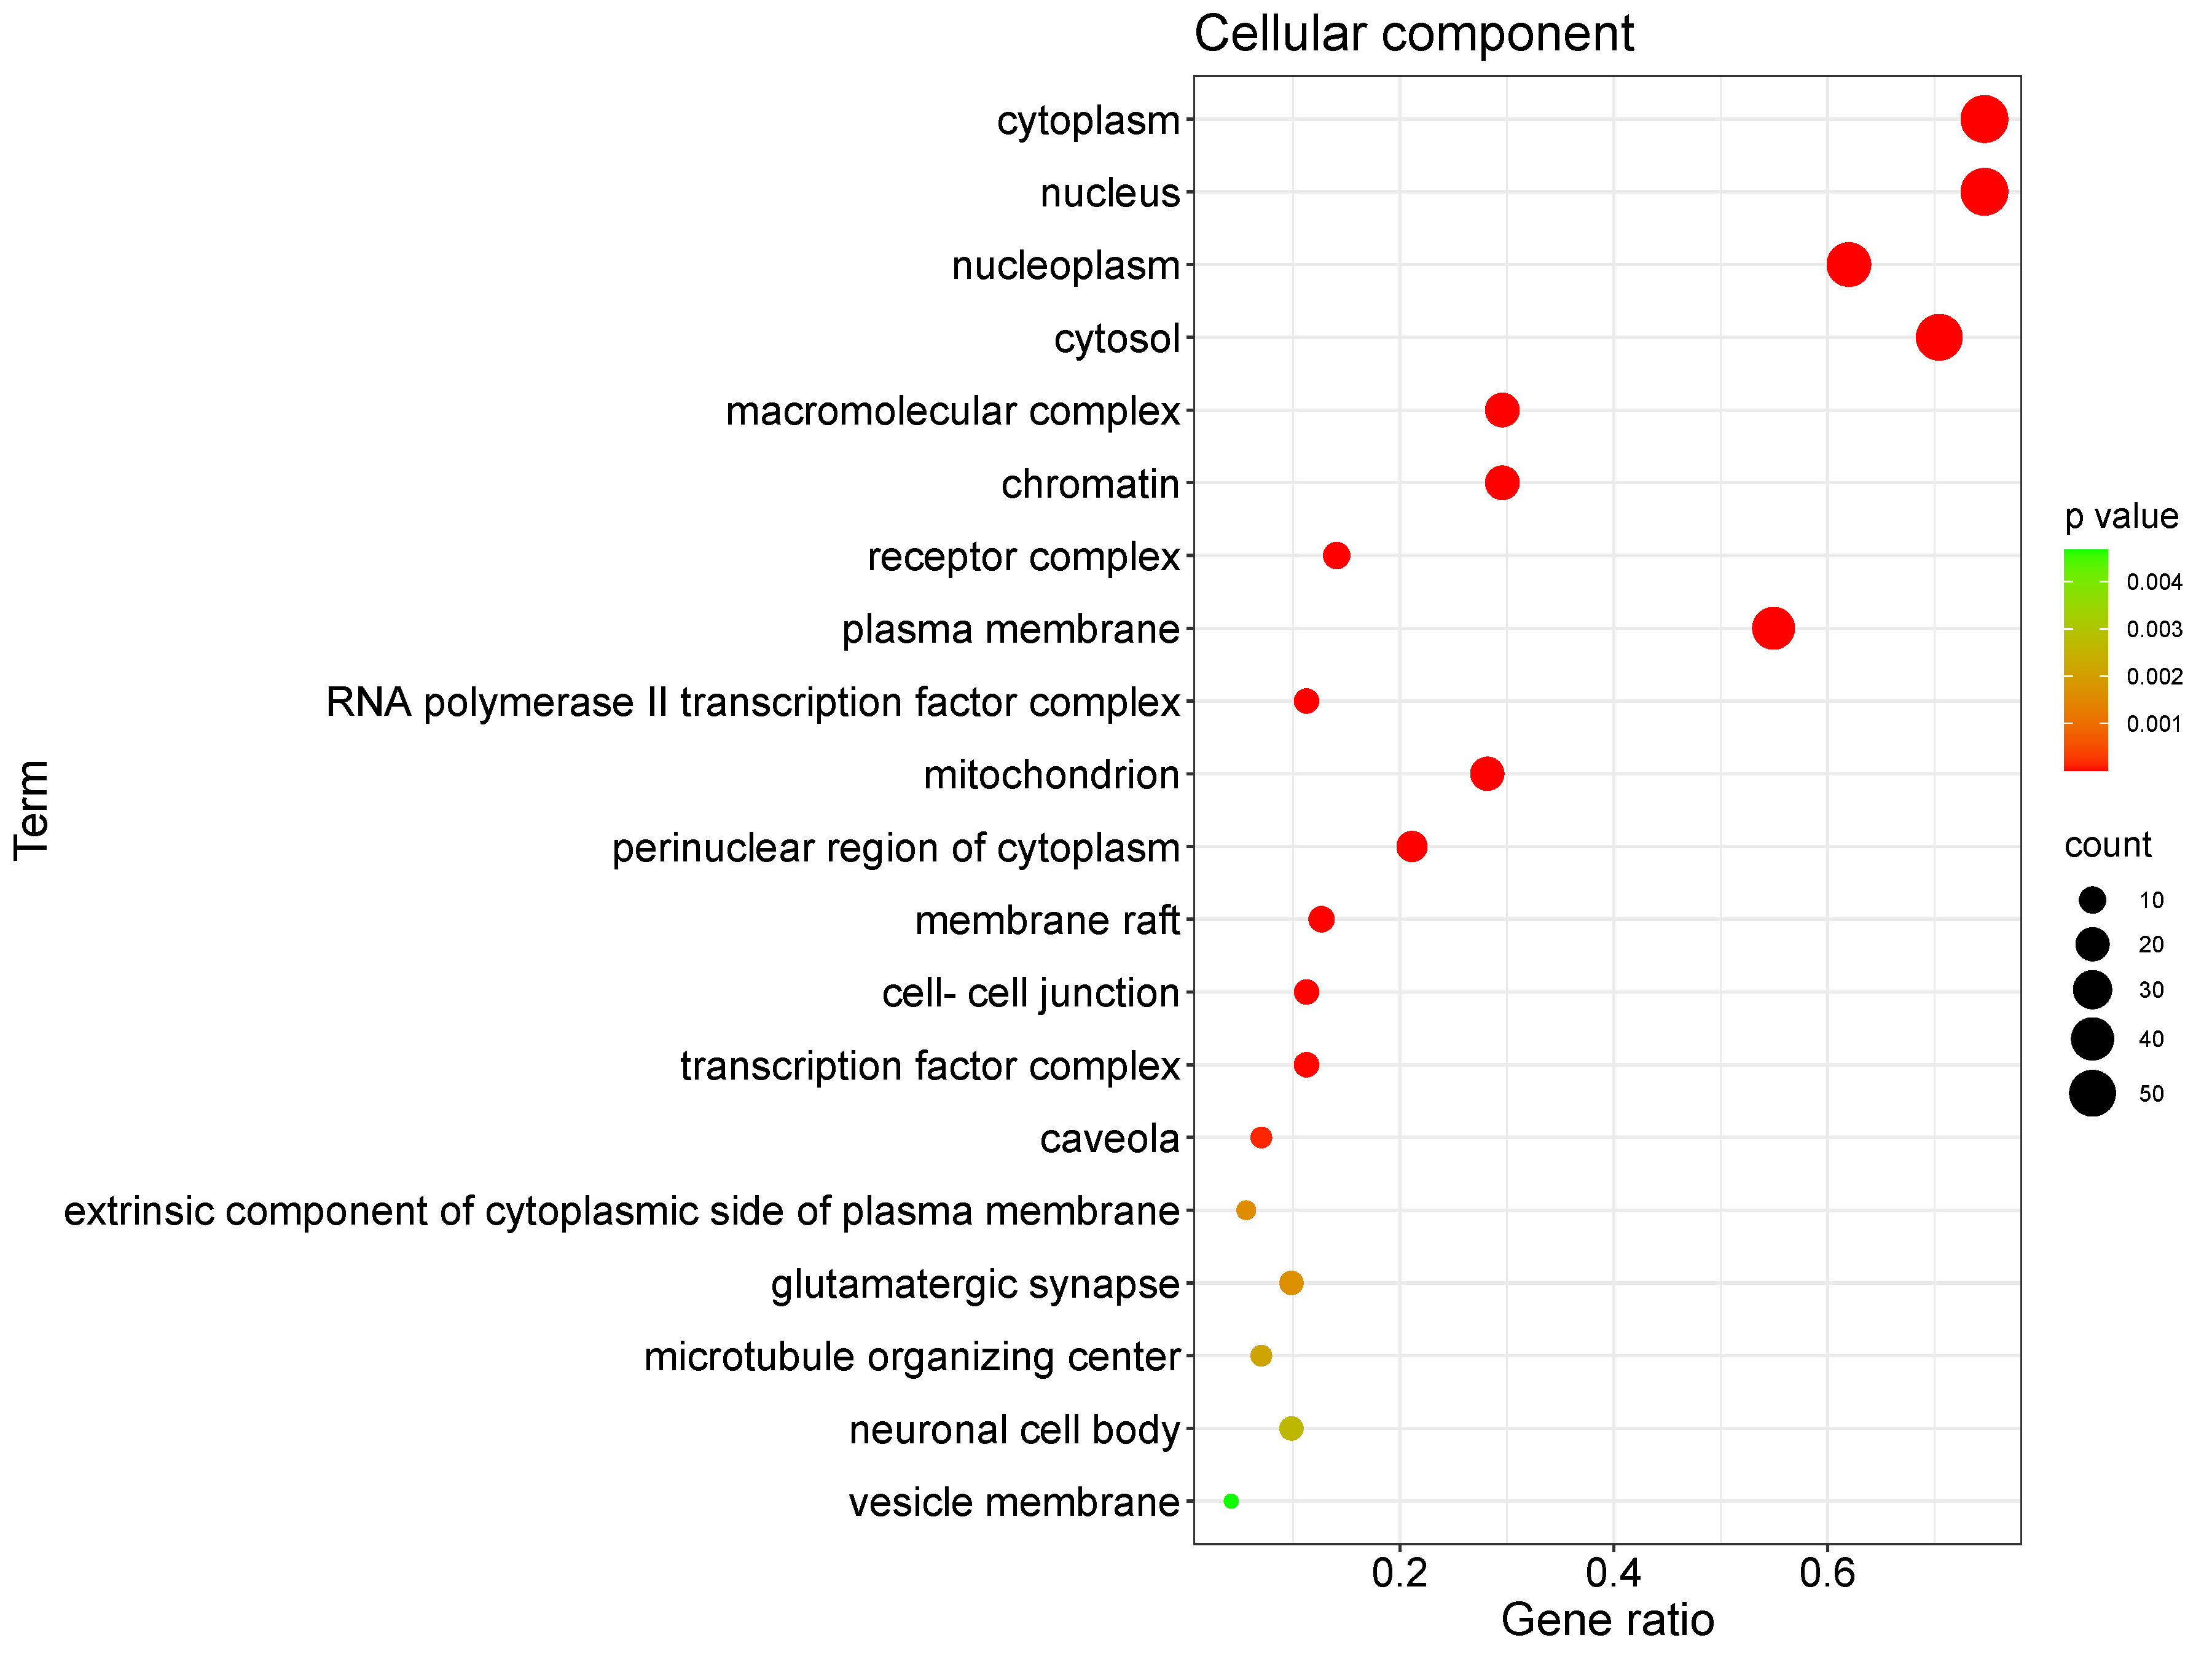 Cellular component
cytoplasm
nucleus
nucleoplasm
cytosol
macromolecular complex
chromatin
receptor complex
plasma membrane
RNA polymerase II transcription factor complex
mitochondrion
perinuclear region of cytoplasm
membrane raft
cell- cell junction
transcription factor complex
caveola
extrinsic component of cytoplasmic side of plasma membrane
glutamatergic synapse
microtubule organizing center
neuronal cell body
vesicle membrane
Term
0.2
0.4
0.6
Gene ratio
p value
0.004
0.003
0.002
0.001
count
10
20
30
40
50